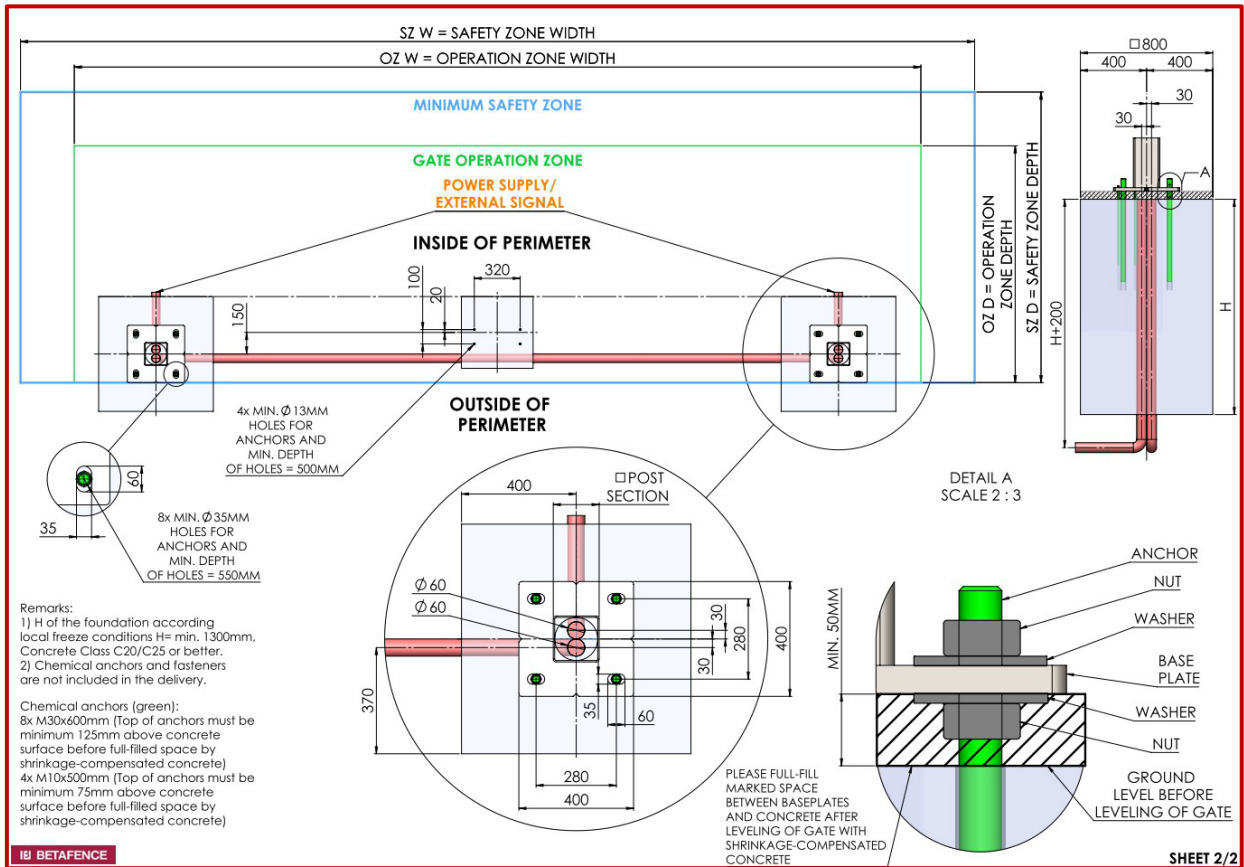 SZ W = SAFETY ZONE WIDTH
OZ W = OPERATION ZONE WIDTH
MINIMUM SAFETY ZONE
GATE OPERATION ZONE
POWER SUPPLY/
EXTERNAL SIGNAL
INSIDE OF PERIMETER
320
100
20
150
OZ D = OPERATION
ZONE DEPTH
SZ D = SAFETY ZONE DEPTH
□800
400
400
30
30
A
H+200
H
OUTSIDE OF
PERIMETER
4x MIN. Ø 13MM
HOLES FOR
ANCHORS AND
MIN. DEPTH
OF HOLES = 500MM
60
35
8x MIN. Ø 35MM
HOLES FOR
ANCHORS AND
MIN. DEPTH
OF HOLES = 550MM
400
□POST
SECTION
Ø 60
Ø 60
30
30
280
400
370
35
60
280
400
DETAIL A
SCALE 2 : 3
ANCHOR
NUT
WASHER
BASE
PLATE
WASHER
NUT
MIN. 50MM
GROUND
LEVEL BEFORE
LEVELING OF GATE
PLEASE FULL-FILL
MARKED SPACE
BETWEEN BASEPLATES
AND CONCRETE AFTER
LEVELING OF GATE WITH
SHRINKAGE-COMPENSATED
CONCRETE
Remarks:
1) H of the foundation according
local freeze conditions H= min. 1300mm,
Concrete Class C20/C25 or better.
2) Chemical anchors and fasteners
are not included in the delivery.
Chemical anchors (green):
8x M30x600mm (Top of anchors must be
minimum 125mm above concrete
surface before full-filled space by
shrinkage-compensated concrete)
4x M10x500mm (Top of anchors must be
minimum 75mm above concrete
surface before full-filled space by
shrinkage-compensated concrete)
BETAFENCE
SHEET 2/2